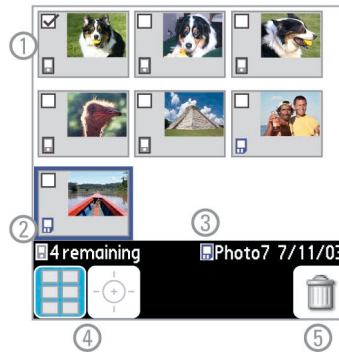 ①
②
③
4 remaining Photo7 7/11/03
④ ⑤